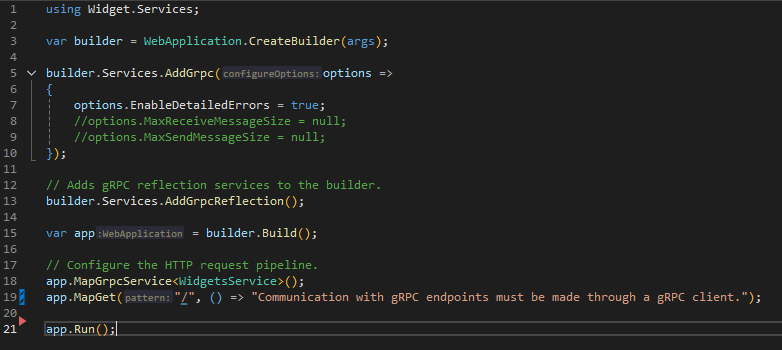 1 using Widget.Services;
2
3 var builder = WebApplication.CreateBuilder(args);
4
5 builder.Services.AddGrpc(configureOptions: options =>
6 {
7 options.EnableDetailedErrors = true;
8 //options.MaxReceiveMessageSize = null;
9 //options.MaxSendMessageSize = null;
10 });
11
12 // Adds gRPC reflection services to the builder.
13 builder.Services.AddGrpcReflection();
14
15 var app :WebApplication = builder.Build();
16
17 // Configure the HTTP request pipeline.
18 app.MapGrpcService<WidgetsService>();
19 app.MapGet(pattern: "/", () => "Communication with gRPC endpoints must be made through a gRPC client.");
20
21 app.Run();